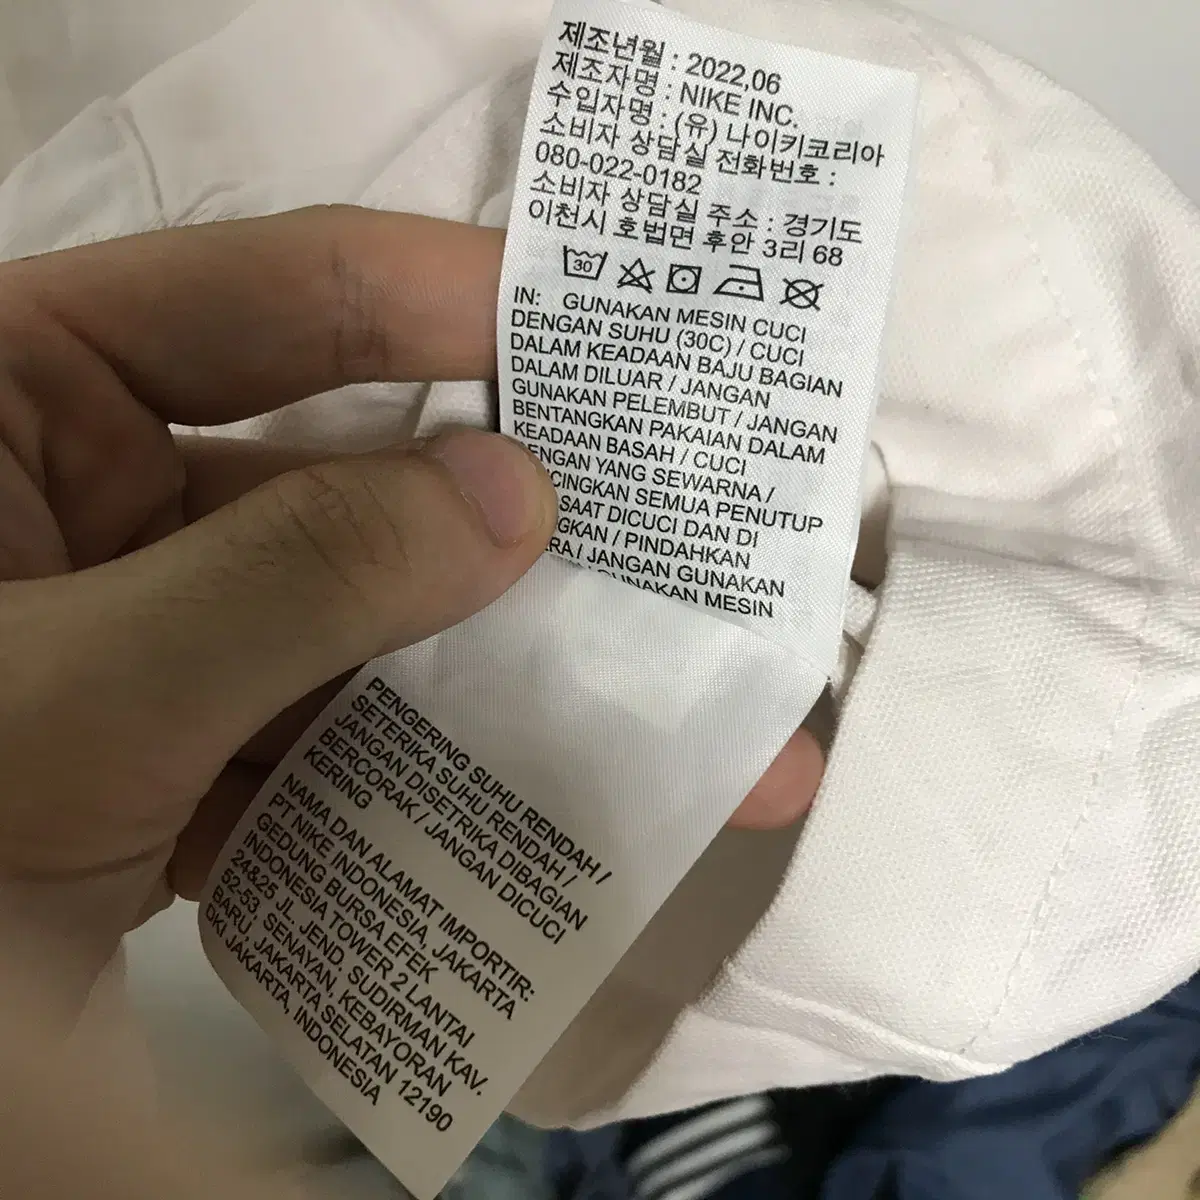 제조년월 : 2022,06
제조자명 : NIKE INC.
수입자명 : (유) 나이키코리아
소비자 상담실 전화번호 :
080-022-0182
소비자 상담실 주소 : 경기도
이천시 호법면 후안 3리 68
30
IN: GUNAKAN MESIN CUCI
DENGAN SUHU (30C) / CUCI
DALAM KEADAAN BAJU BAGIAN
DALAM DILUAR / JANGAN
GUNAKAN PELEMBUT / JANGAN
BENTANGKAN PAKAIAN DALAM
KEADAAN BASAH / CUCI
ENGAN YANG SEWARNA /
CINGKAN SEMUA PENUTUP
SAAT DICUCI DAN DI
GKAN / PINDAHKAN
RA / JANGAN GUNAKAN
GUNAKAN MESIN
PENGERING SUHU RENDAH /
SETERIKA SUHU RENDAH /
JANGAN DISETRIKA DIBAGIAN
BERCORAK / JANGAN DICUCI
KERING
NAMA DAN ALAMAT IMPORTIR:
PT NIKE INDONESIA, JAKARTA
GEDUNG BURSA EFEK
INDONESIA TOWER 2 LANTAI
24&25 JL. JEND. SUDIRMAN KAV.
52-53, SENAYAN, KEBAYORAN
BARU, JAKARTA SELATAN 12190
DKI JAKARTA, INDONESIA